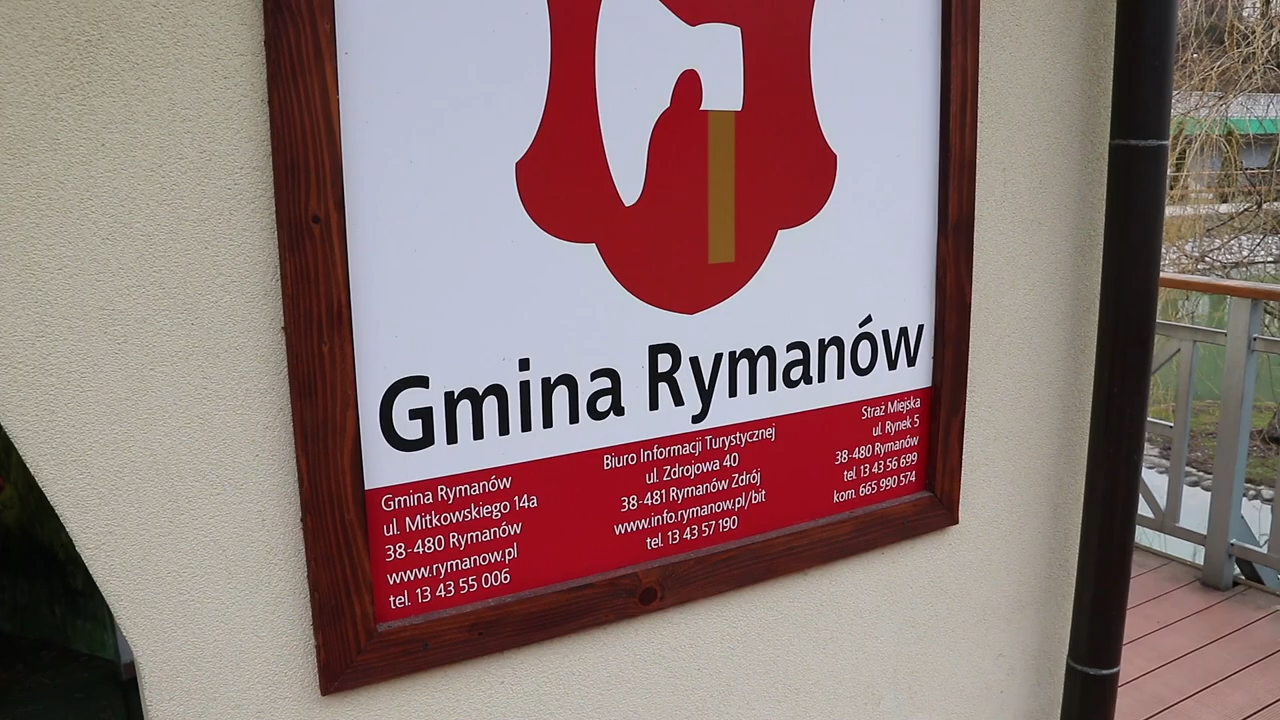 Gmina Rymanów
Gmina Rymanów
ul. Mitkowskiego 14a
38-480 Rymanów
www.rymanow.pl
tel. 13 43 55 006
Biuro Informacji Turystycznej
ul. Zdrojowa 40
38-481 Rymanów Zdrój
www.info.rymanow.pl/bit
tel. 13 43 57 190
Straż Miejska
ul. Rynek 5
38-480 Rymanów
tel. 13 43 56 699
kom. 665 990 574